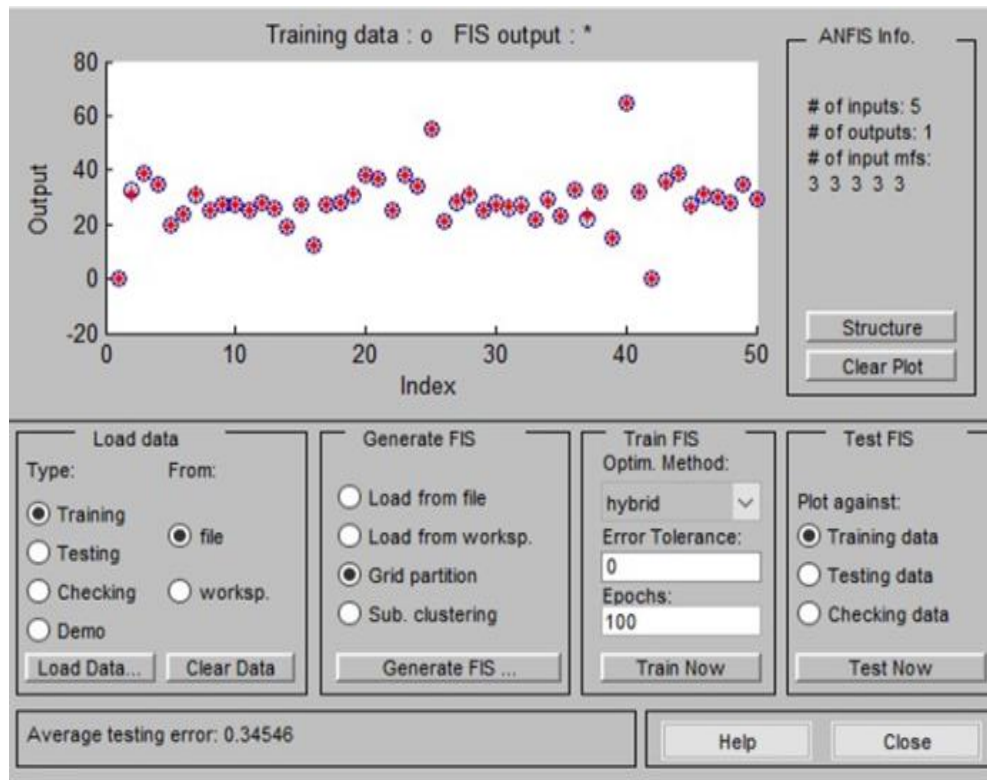 Training data : o FIS output : *
80
60
40
20
0
-20
Output
0 10 20 30 40 50
Index
ANFIS Info.
# of inputs: 5
# of outputs: 1
# of input mfs:
3 3 3 3 3
Structure
Clear Plot
Load data
Type: From:
Training
Testing
Checking
Demo
file
worksp.
Load Data... Clear Data
Generate FIS
Load from file
Load from worksp.
Grid partition
Sub. clustering
Generate FIS ...
Train FIS
Optim. Method:
hybrid
Error Tolerance:
0
Epochs:
100
Train Now
Test FIS
Plot against:
Training data
Testing data
Checking data
Test Now
Average testing error: 0.34546
Help Close